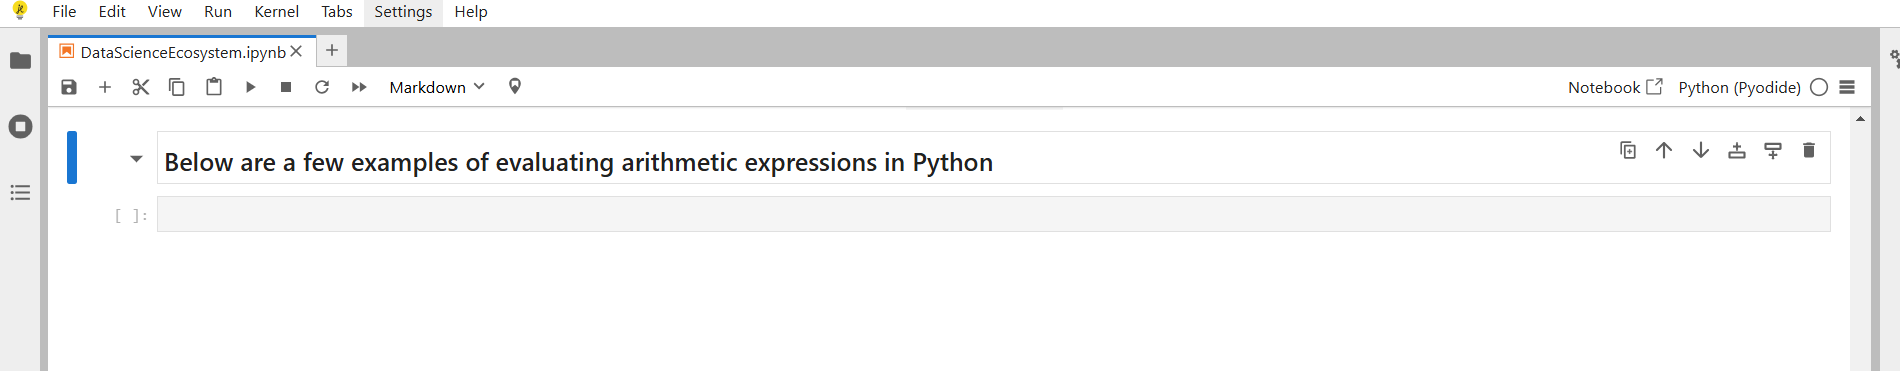 File Edit View Run Kernel Tabs Settings Help
DataScienceEcosystem.ipynb
Markdown Notebook Python (Pyodide)
Below are a few examples of evaluating arithmetic expressions in Python
[ ]: